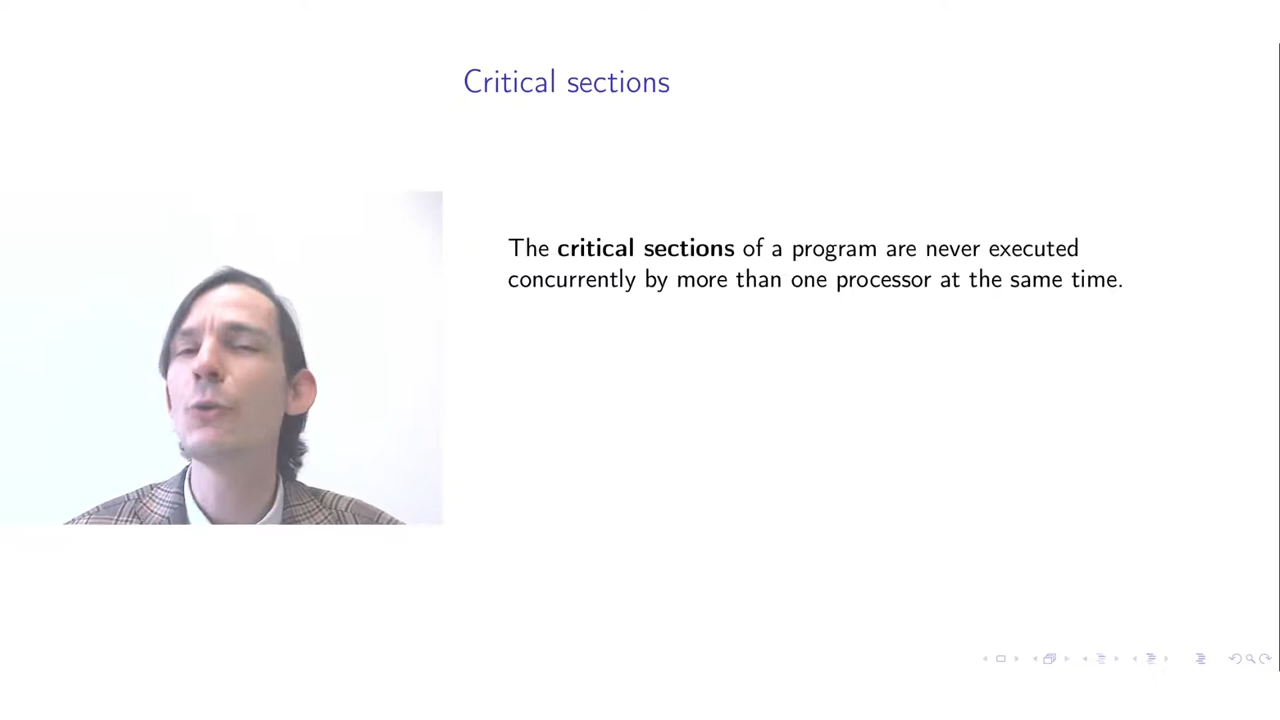 Critical sections
The critical sections of a program are never executed
concurrently by more than one processor at the same time.